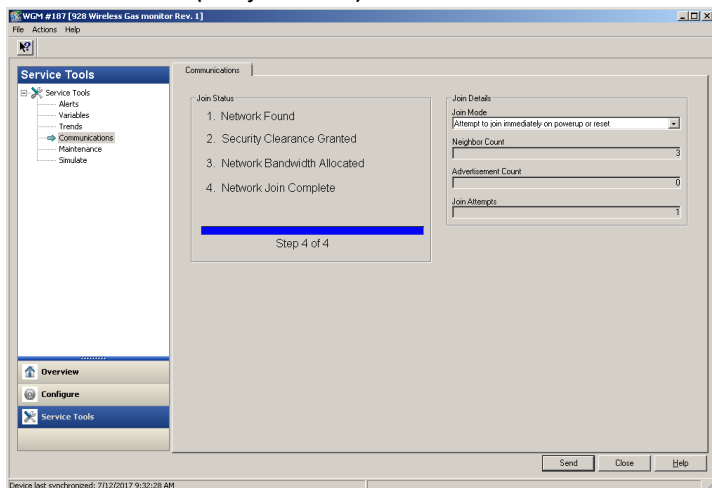 WGM #187 [928 Wireless Gas monitor Rev. 1]
File Actions Help
Service Tools
Service Tools
Alerts
Variables
Trends
Communications
Maintenance
Simulate
Overview
Configure
Service Tools
Communications
Join Status
1. Network Found
2. Security Clearance Granted
3. Network Bandwidth Allocated
4. Network Join Complete
Step 4 of 4
Join Details
Join Mode
Attempt to join immediately on powerup or reset
Neighbor Count
3
Advertisement Count
0
Join Attempts
1
Send Close Help
Device last synchronized: 7/12/2017 9:32:28 AM